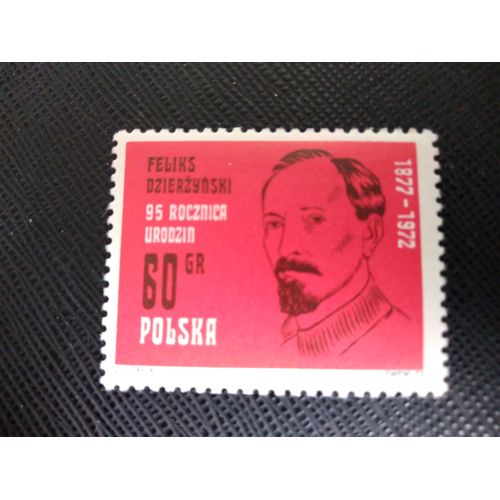 FELIKS
DZIERŻYŃSKI
95 ROCZNICA
URODZIN
60 GR
POLSKA
1877-1972